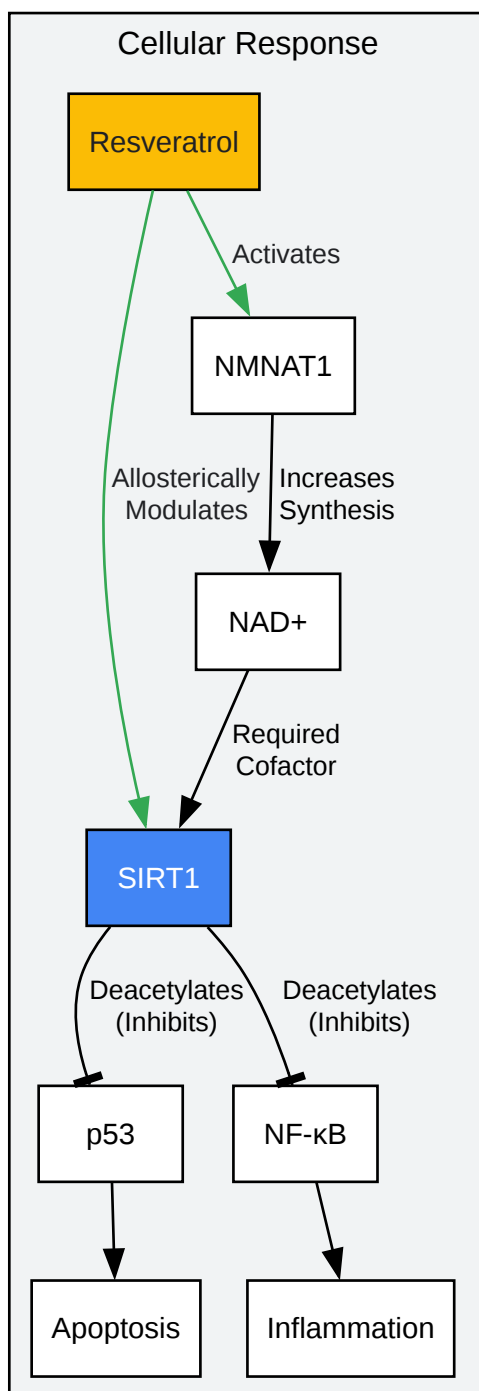 Cellular Response
Resveratrol
Activates
NMNAT1
Allosterically
Modulates
Increases
Synthesis
NAD+
Required
Cofactor
SIRT1
Deacetylates
(Inhibits)
Deacetylates
(Inhibits)
p53
NF-κB
Apoptosis
Inflammation